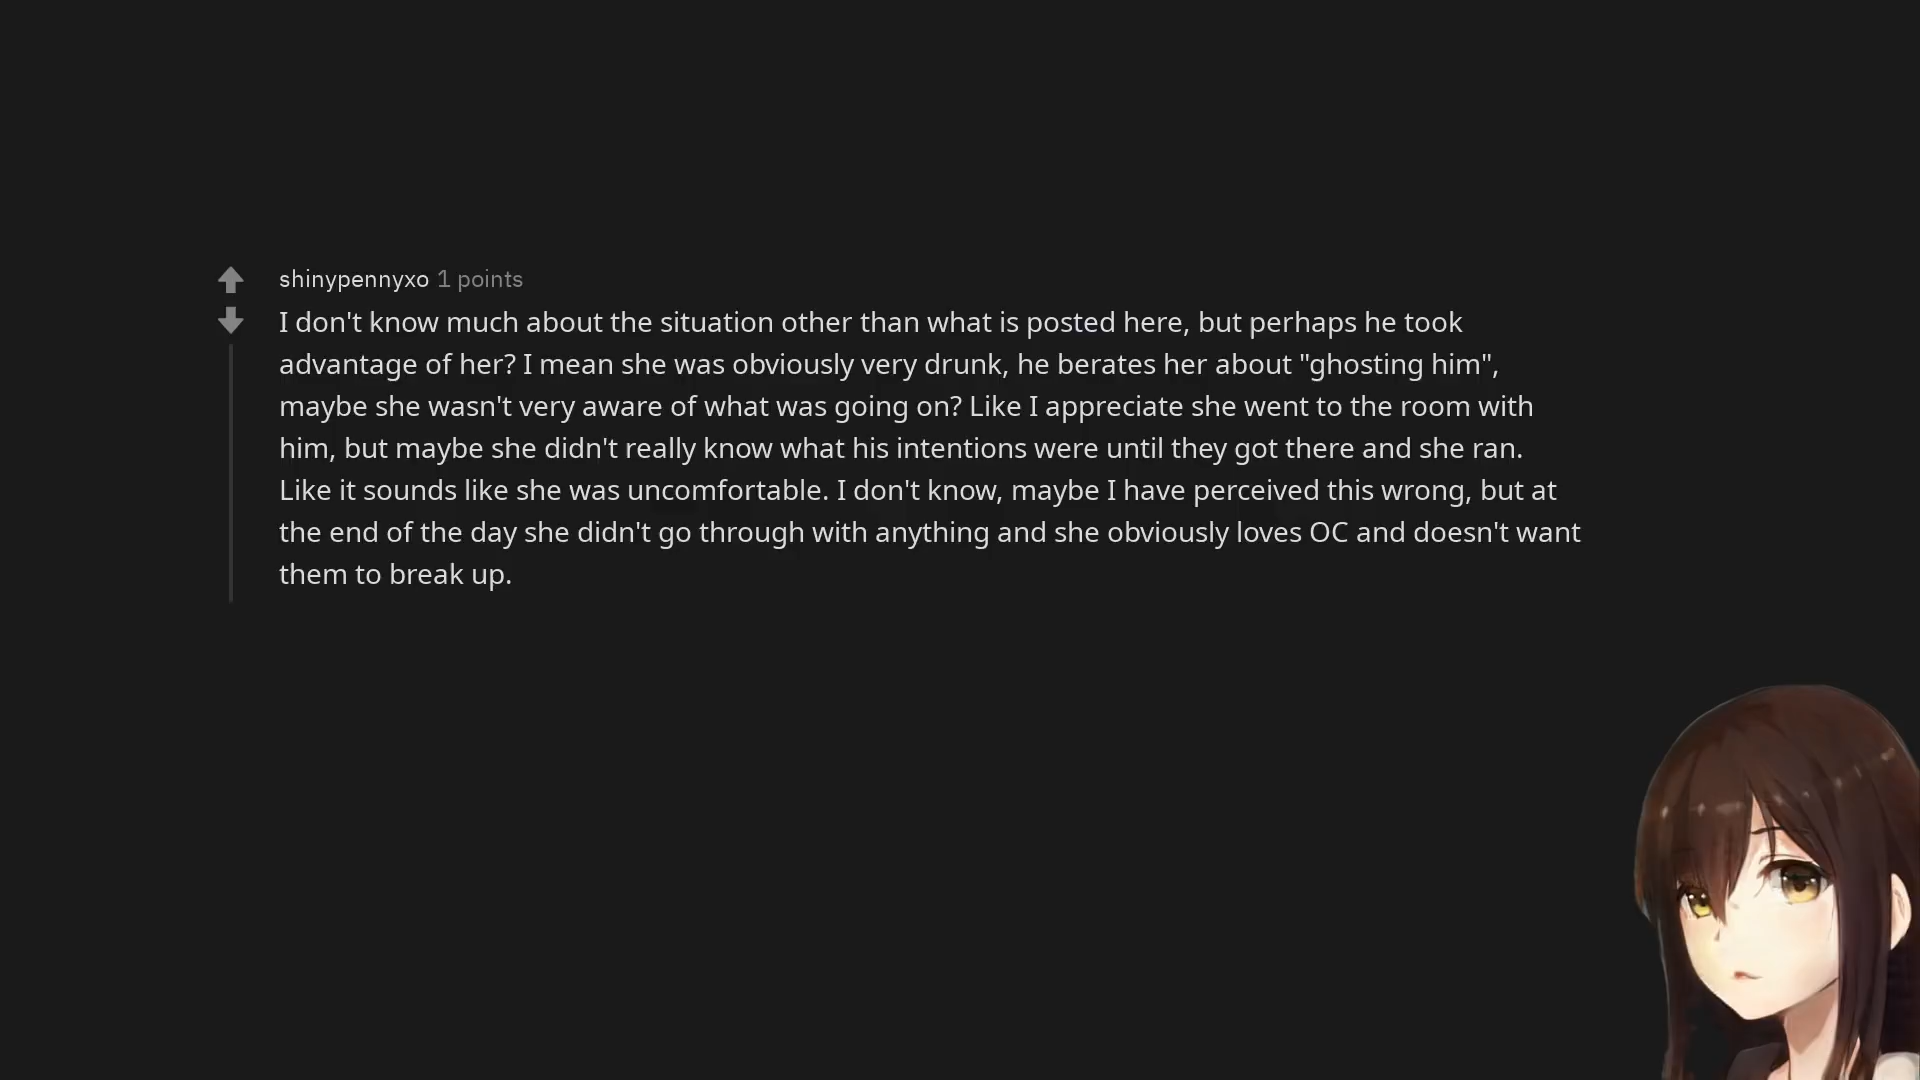 shinypennyxo 1 points
I don't know much about the situation other than what is posted here, but perhaps he took
advantage of her? I mean she was obviously very drunk, he berates her about "ghosting him",
maybe she wasn't very aware of what was going on? Like I appreciate she went to the room with
him, but maybe she didn't really know what his intentions were until they got there and she ran.
Like it sounds like she was uncomfortable. I don't know, maybe I have perceived this wrong, but at
the end of the day she didn't go through with anything and she obviously loves OC and doesn't want
them to break up.